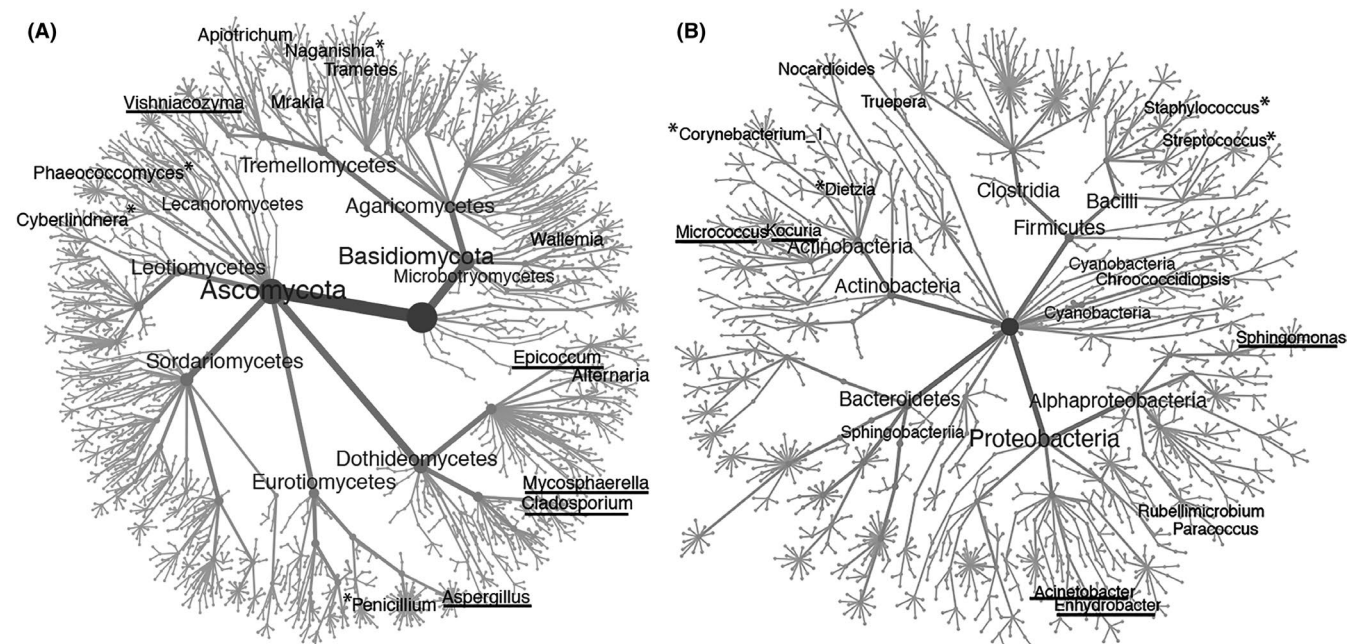 (A)
Apiotrichum
Naganishia*
Trametes
Vishniacozyma
Mrakia
Tremellomycetes
Phaeococcomyces*
Lecanoromycetes
Agaricomycetes
Cyberlindnera*
Wallemia
Basidiomycota
Leotiomycetes
Microbotryomycetes
Ascomycota
Sordariomycetes
Epicoccum
Alternaria
Dothideomycetes
Eurotiomycetes
Mycosphaerella
Cladosporium
*Penicillium
Aspergillus
(B)
Nocardioides
Truepera
Staphylococcus*
*Corynebacterium_1
Streptococcus*
*Dietzia
Clostridia
Bacilli
Micrococcus
Kocuria
Actinobacteria
Firmicutes
Cyanobacteria
Chroococcidiopsis
Actinobacteria
Cyanobacteria
Sphingomonas
Bacteroidetes
Alphaproteobacteria
Sphingobacteriia
Proteobacteria
Rubellimicrobium
Paracoccus
Acinetobacter
Enhydrobacter